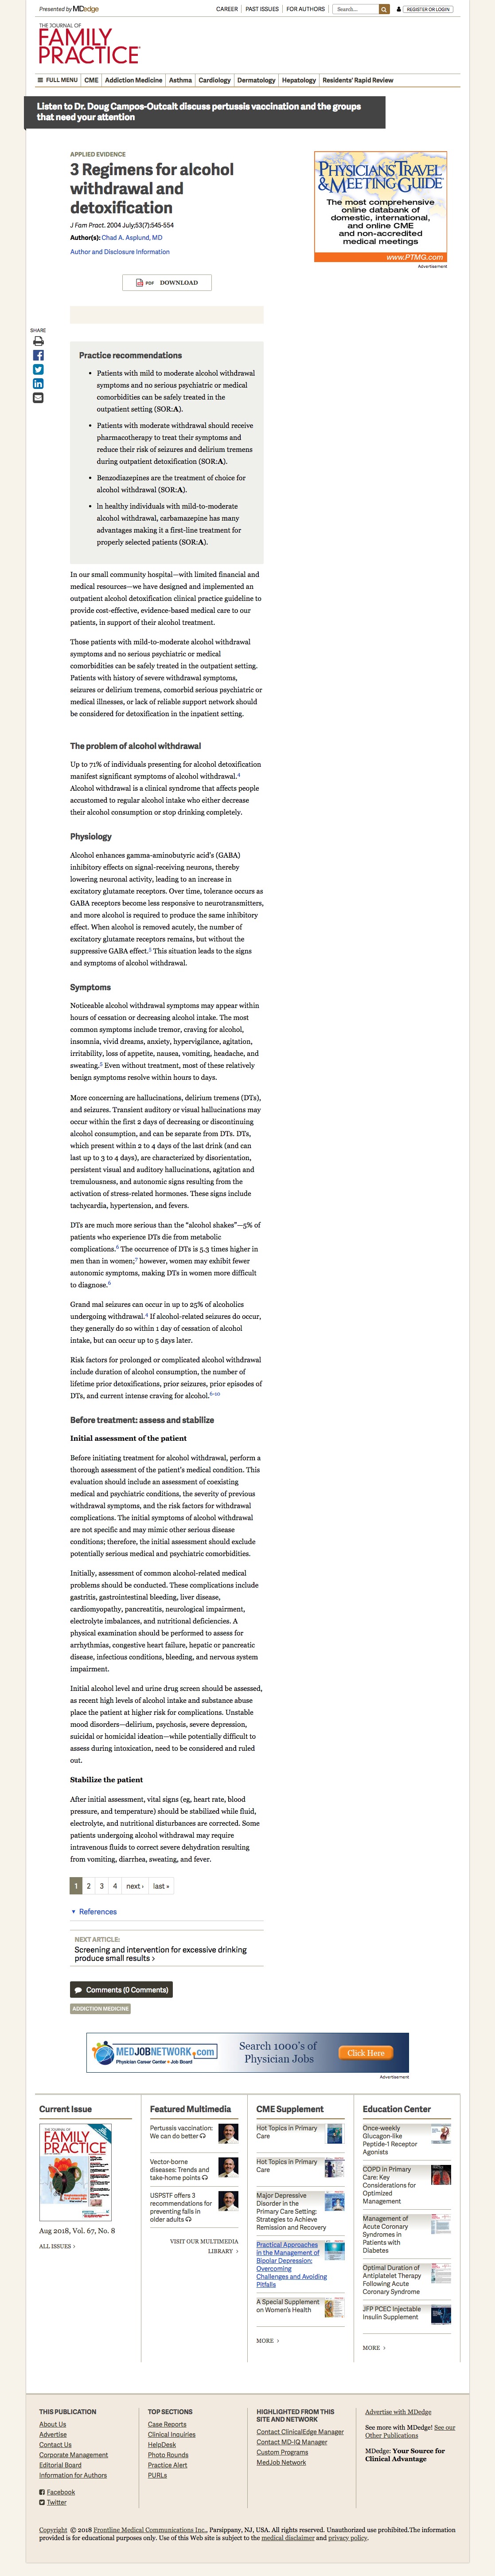 Presented by MDedge
CAREER
PAST ISSUES
FOR AUTHORS
Search...
REGISTER OR LOGIN
THE JOURNAL OF
FAMILY
PRACTICE
FULL MENU
CME
Addiction Medicine
Asthma
Cardiology
Dermatology
Hepatology
Residents' Rapid Review
Listen to Dr. Doug Campos-Outcalt discuss pertussis vaccination and the groups
that need your attention
APPLIED EVIDENCE
3 Regimens for alcohol
withdrawal and
detoxification
J Fam Pract. 2004 July;53(7):545-554
Author(s): Chad A. Asplund, MD
Author and Disclosure Information
PDF DOWNLOAD
PHYSICIANS TRAVEL
& MEETING GUIDE
The most comprehensive
online databank of
domestic, international,
and online CME
and non-accredited
medical meetings
www.PTMG.com
Advertisement
SHARE
Practice recommendations
• Patients with mild to moderate alcohol withdrawal
symptoms and no serious psychiatric or medical
comorbidities can be safely treated in the
outpatient setting (SOR:A).
• Patients with moderate withdrawal should receive
pharmacotherapy to treat their symptoms and
reduce their risk of seizures and delirium tremens
during outpatient detoxification (SOR:A).
• Benzodiazepines are the treatment of choice for
alcohol withdrawal (SOR:A).
• In healthy individuals with mild-to-moderate
alcohol withdrawal, carbamazepine has many
advantages making it a first-line treatment for
properly selected patients (SOR:A).
In our small community hospital—with limited financial and
medical resources—we have designed and implemented an
outpatient alcohol detoxification clinical practice guideline to
provide cost-effective, evidence-based medical care to our
patients, in support of their alcohol treatment.
Those patients with mild-to-moderate alcohol withdrawal
symptoms and no serious psychiatric or medical
comorbidities can be safely treated in the outpatient setting.
Patients with history of severe withdrawal symptoms,
seizures or delirium tremens, comorbid serious psychiatric or
medical illnesses, or lack of reliable support network should
be considered for detoxification in the inpatient setting.
The problem of alcohol withdrawal
Up to 71% of individuals presenting for alcohol detoxification
manifest significant symptoms of alcohol withdrawal.4
Alcohol withdrawal is a clinical syndrome that affects people
accustomed to regular alcohol intake who either decrease
their alcohol consumption or stop drinking completely.
Physiology
Alcohol enhances gamma-aminobutyric acid's (GABA)
inhibitory effects on signal-receiving neurons, thereby
lowering neuronal activity, leading to an increase in
excitatory glutamate receptors. Over time, tolerance occurs as
GABA receptors become less responsive to neurotransmitters,
and more alcohol is required to produce the same inhibitory
effect. When alcohol is removed acutely, the number of
excitatory glutamate receptors remains, but without the
suppressive GABA effect.5 This situation leads to the signs
and symptoms of alcohol withdrawal.
Symptoms
Noticeable alcohol withdrawal symptoms may appear within
hours of cessation or decreasing alcohol intake. The most
common symptoms include tremor, craving for alcohol,
insomnia, vivid dreams, anxiety, hypervigilance, agitation,
irritability, loss of appetite, nausea, vomiting, headache, and
sweating.5 Even without treatment, most of these relatively
benign symptoms resolve within hours to days.
More concerning are hallucinations, delirium tremens (DTs),
and seizures. Transient auditory or visual hallucinations may
occur within the first 2 days of decreasing or discontinuing
alcohol consumption, and can be separate from DTs. DTs,
which present within 2 to 4 days of the last drink (and can
last up to 3 to 4 days), are characterized by disorientation,
persistent visual and auditory hallucinations, agitation and
tremulousness, and autonomic signs resulting from the
activation of stress-related hormones. These signs include
tachycardia, hypertension, and fevers.
DTs are much more serious than the “alcohol shakes”—5% of
patients who experience DTs die from metabolic
complications.6 The occurrence of DTs is 5.3 times higher in
men than in women;7 however, women may exhibit fewer
autonomic symptoms, making DTs in women more difficult
to diagnose.6
Grand mal seizures can occur in up to 25% of alcoholics
undergoing withdrawal.4 If alcohol-related seizures do occur,
they generally do so within 1 day of cessation of alcohol
intake, but can occur up to 5 days later.
Risk factors for prolonged or complicated alcohol withdrawal
include duration of alcohol consumption, the number of
lifetime prior detoxifications, prior seizures, prior episodes of
DTs, and current intense craving for alcohol.6-10
Before treatment: assess and stabilize
Initial assessment of the patient
Before initiating treatment for alcohol withdrawal, perform a
thorough assessment of the patient's medical condition. This
evaluation should include an assessment of coexisting
medical and psychiatric conditions, the severity of previous
withdrawal symptoms, and the risk factors for withdrawal
complications. The initial symptoms of alcohol withdrawal
are not specific and may mimic other serious disease
conditions; therefore, the initial assessment should exclude
potentially serious medical and psychiatric comorbidities.
Initially, assessment of common alcohol-related medical
problems should be conducted. These complications include
gastritis, gastrointestinal bleeding, liver disease,
cardiomyopathy, pancreatitis, neurological impairment,
electrolyte imbalances, and nutritional deficiencies. A
physical examination should be performed to assess for
arrhythmias, congestive heart failure, hepatic or pancreatic
disease, infectious conditions, bleeding, and nervous system
impairment.
Initial alcohol level and urine drug screen should be assessed,
as recent high levels of alcohol intake and substance abuse
place the patient at higher risk for complications. Unstable
mood disorders—delirium, psychosis, severe depression,
suicidal or homicidal ideation—while potentially difficult to
assess during intoxication, need to be considered and ruled
out.
Stabilize the patient
After initial assessment, vital signs (eg, heart rate, blood
pressure, and temperature) should be stabilized while fluid,
electrolyte, and nutritional disturbances are corrected. Some
patients undergoing alcohol withdrawal may require
intravenous fluids to correct severe dehydration resulting
from vomiting, diarrhea, sweating, and fever.
1 2 3 4 next › last »
References
NEXT ARTICLE:
Screening and intervention for excessive drinking
produce small results ›
Comments (0 Comments)
ADDICTION MEDICINE
MEDJOBNETWORK.com
Physician Career Center • Job Board
Search 1000's of
Physician Jobs
Click Here
Advertisement
Current Issue
THE JOURNAL OF
FAMILY
PRACTICE
Aug 2018, Vol. 67, No. 8
ALL ISSUES ›
Featured Multimedia
Pertussis vaccination:
We can do better
Vector-borne
diseases: Trends and
take-home points
USPSTF offers 3
recommendations for
preventing falls in
older adults
VISIT OUR MULTIMEDIA
LIBRARY ›
CME Supplement
Hot Topics in Primary
Care
Hot Topics in Primary
Care
Major Depressive
Disorder in the
Primary Care Setting:
Strategies to Achieve
Remission and Recovery
Practical Approaches
in the Management of
Bipolar Depression:
Overcoming
Challenges and Avoiding
Pitfalls
A Special Supplement
on Women's Health
MORE ›
Education Center
Once-weekly
Glucagon-like
Peptide-1 Receptor
Agonists
COPD in Primary
Care: Key
Considerations for
Optimized
Management
Management of
Acute Coronary
Syndromes in
Patients with
Diabetes
Optimal Duration of
Antiplatelet Therapy
Following Acute
Coronary Syndrome
JFP PCEC Injectable
Insulin Supplement
MORE ›
THIS PUBLICATION
About Us
Advertise
Contact Us
Corporate Management
Editorial Board
Information for Authors
Facebook
Twitter
TOP SECTIONS
Case Reports
Clinical Inquiries
HelpDesk
Photo Rounds
Practice Alert
PURLs
HIGHLIGHTED FROM THIS
SITE AND NETWORK
Contact ClinicalEdge Manager
Contact MD-IQ Manager
Custom Programs
MedJob Network
Advertise with MDedge
See more with MDedge! See our
Other Publications
MDedge: Your Source for
Clinical Advantage
Copyright © 2018 Frontline Medical Communications Inc., Parsippany, NJ, USA. All rights reserved. Unauthorized use prohibited.The information
provided is for educational purposes only. Use of this Web site is subject to the medical disclaimer and privacy policy.